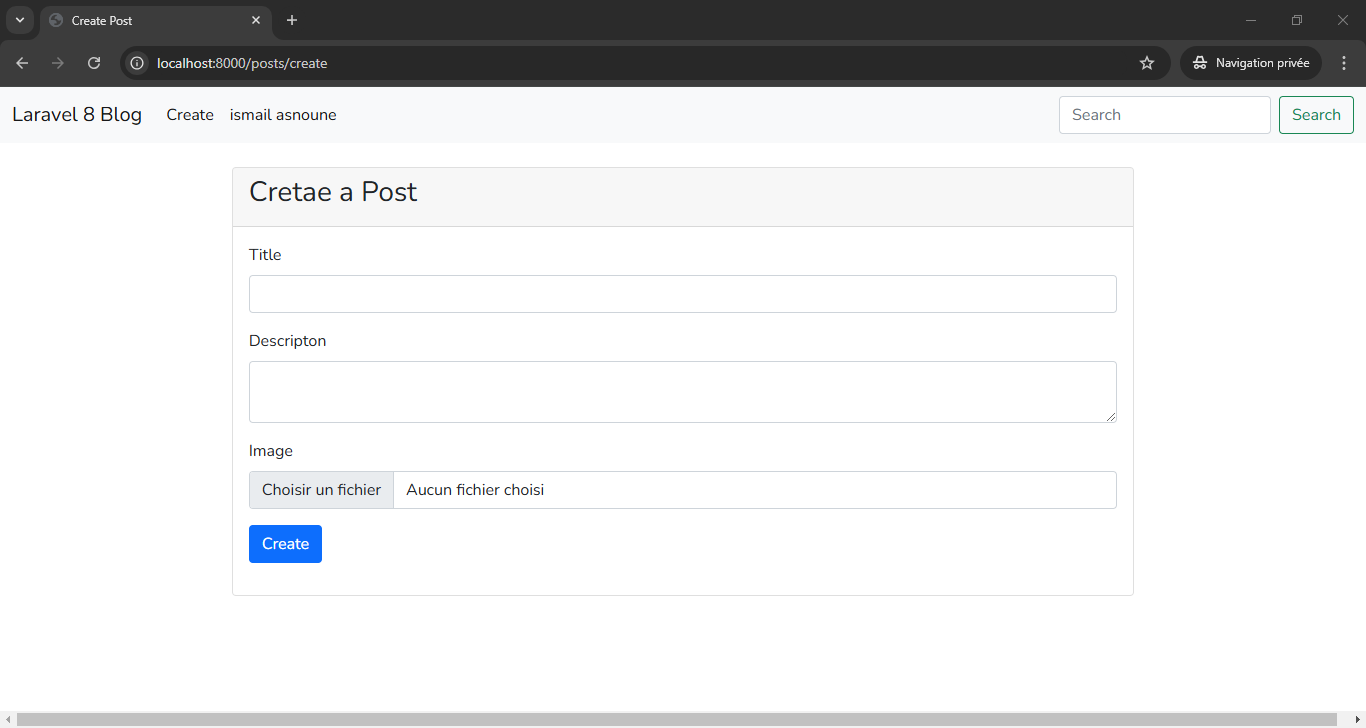 Create Post
localhost:8000/posts/create
Navigation privée
Laravel 8 Blog Create ismail asnoune Search Search
Cretae a Post
Title
Descripton
Image
Choisir un fichier Aucun fichier choisi
Create